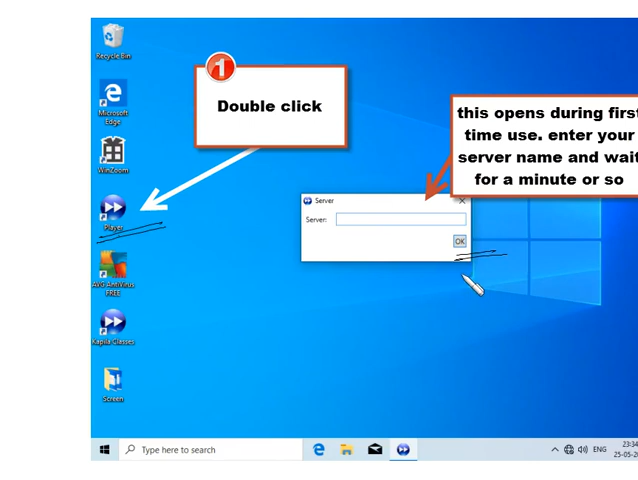 Recycle Bin
1
Double click
this opens during first
time use. enter your
server name and wait
for a minute or so
Microsoft
Edge
WinZoom
Player
Server
Server:
OK
AVG AntiVirus
FREE
Kapila Classes
Screen
Type here to search
ENG
23:34
25-05-20